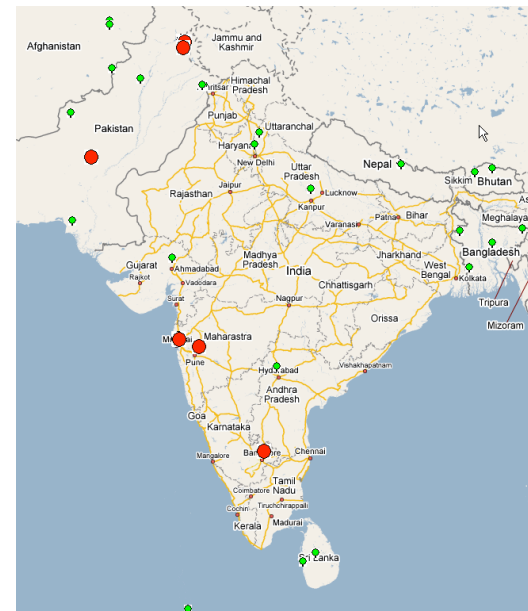 Afghanistan
Jammu and
Kashmir
Himachal
Pradesh
Punjab
Pakistan
Uttaranchal
Haryana
New Delhi
Nepal
Sikkim
Bhutan
Uttar
Pradesh
Jaipur
Rajasthan
Lucknow
Kanpur
Varanasi
Patna
Bihar
Meghalaya
Bangladesh
Madhya
Pradesh
Jharkhand
Gujarat
Ahmadabad
Rajkot
Vadodara
India
West
Bengal
Kolkata
Chhattisgarh
Surat
Nagpur
Tripura
Orissa
Mizoram
Maharastra
Pune
Vishakhapatnam
Andhra
Pradesh
Goa
Karnataka
Mangalore
Chennai
Tamil
Nadu
Coimbatore
Tiruchchirappalli
Cochin
Kerala
Madurai
Sri Lanka